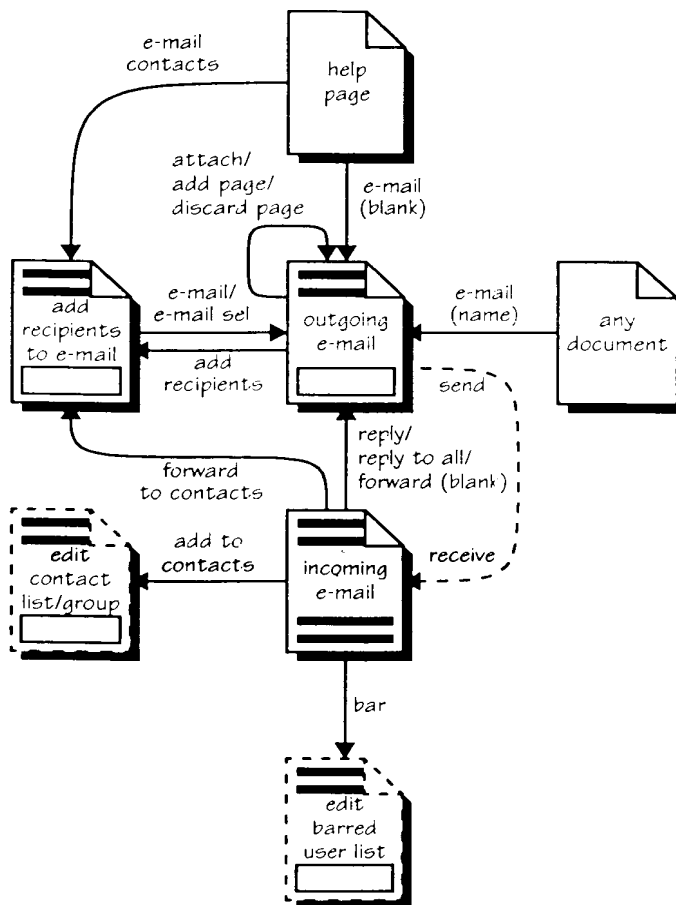 e-mail
contacts
help
page
attach/
add page/
discard page
e-mail
(blank)
add
recipients
to e-mail
e-mail/
e-mail sel
add
recipients
outgoing
e-mail
e-mail
(name)
any
document
send
forward
to contacts
reply/
reply to all/
forward (blank)
edit
contact
list/group
add to
contacts
incoming
e-mail
receive
bar
edit
barred
user list